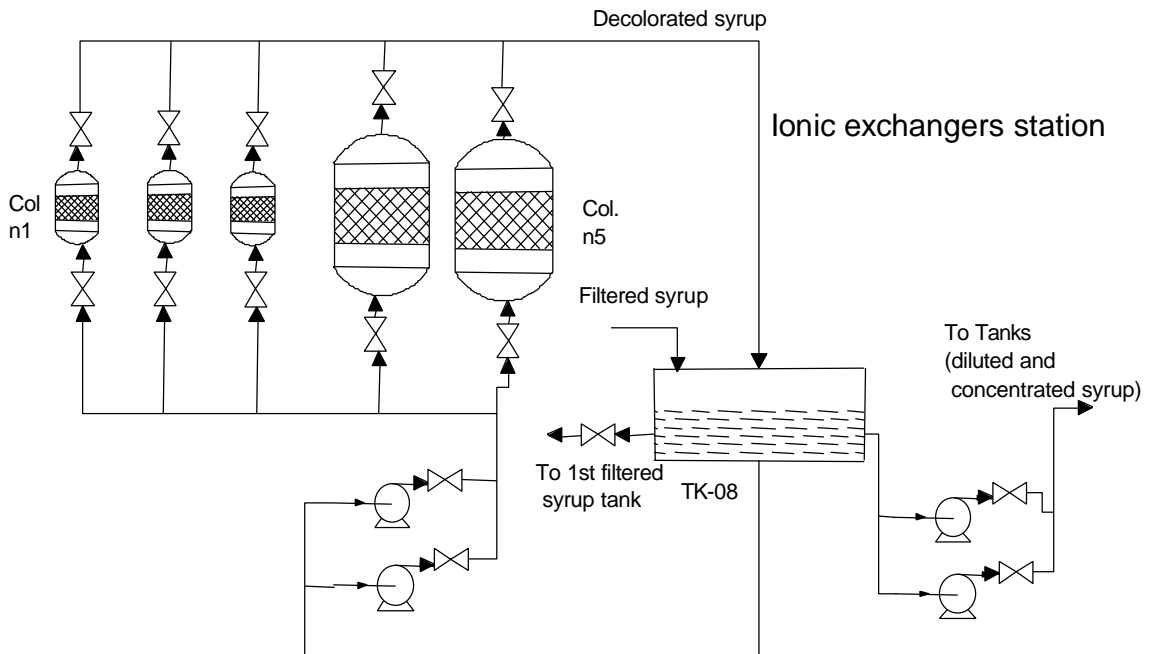 Decolorated syrup
Ionic exchangers station
Col
n1
Col.
n5
Filtered syrup
To Tanks
(diluted and
concentrated syrup)
To 1st filtered
syrup tank
TK-08